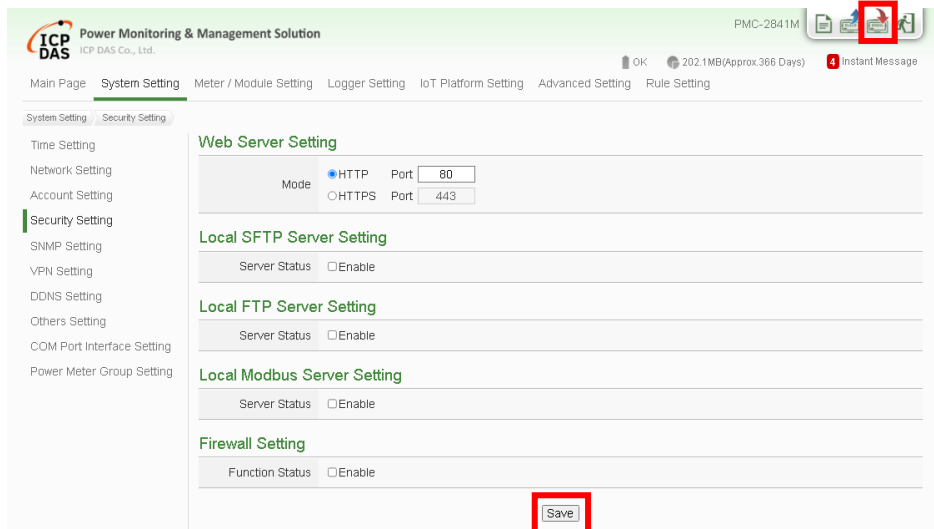 PMC-2841M
ICP DAS
Power Monitoring & Management Solution
ICP DAS Co., Ltd.
OK 202.1MB(Approx.366 Days) 4 Instant Message
Main Page System Setting Meter / Module Setting Logger Setting IoT Platform Setting Advanced Setting Rule Setting
System Setting Security Setting
Time Setting
Network Setting
Account Setting
Security Setting
SNMP Setting
VPN Setting
DDNS Setting
Others Setting
COM Port Interface Setting
Power Meter Group Setting
Web Server Setting
Mode
HTTP Port 80
HTTPS Port 443
Local SFTP Server Setting
Server Status Enable
Local FTP Server Setting
Server Status Enable
Local Modbus Server Setting
Server Status Enable
Firewall Setting
Function Status Enable
Save